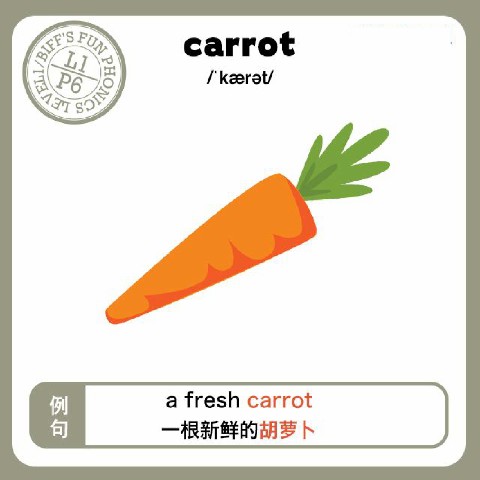 carrot
/ˈkærət/
BIFF'S FUN PHONICS LEVEL1/
L1
P6
例句
a fresh carrot
一根新鲜的胡萝卜